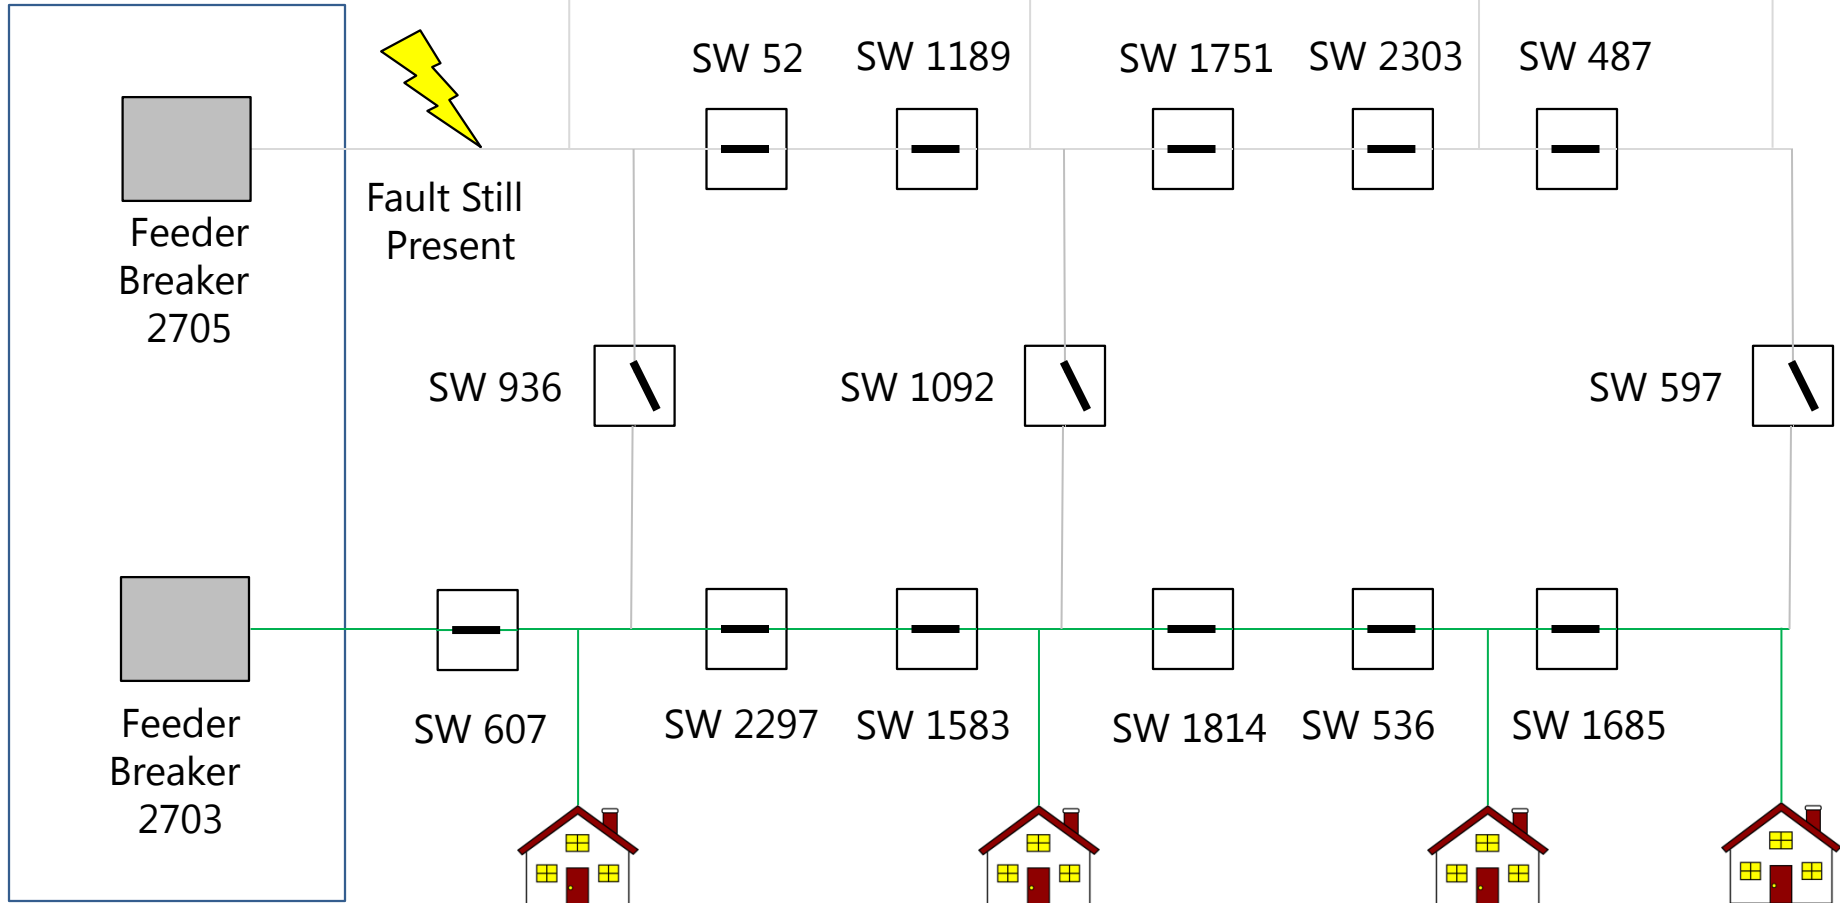 SW 52
SW 1189
SW 1751
SW 2303
SW 487
Fault Still
Present
Feeder
Breaker
2705
SW 936
SW 1092
SW 597
Feeder
Breaker
2703
SW 607
SW 2297
SW 1583
SW 1814
SW 536
SW 1685